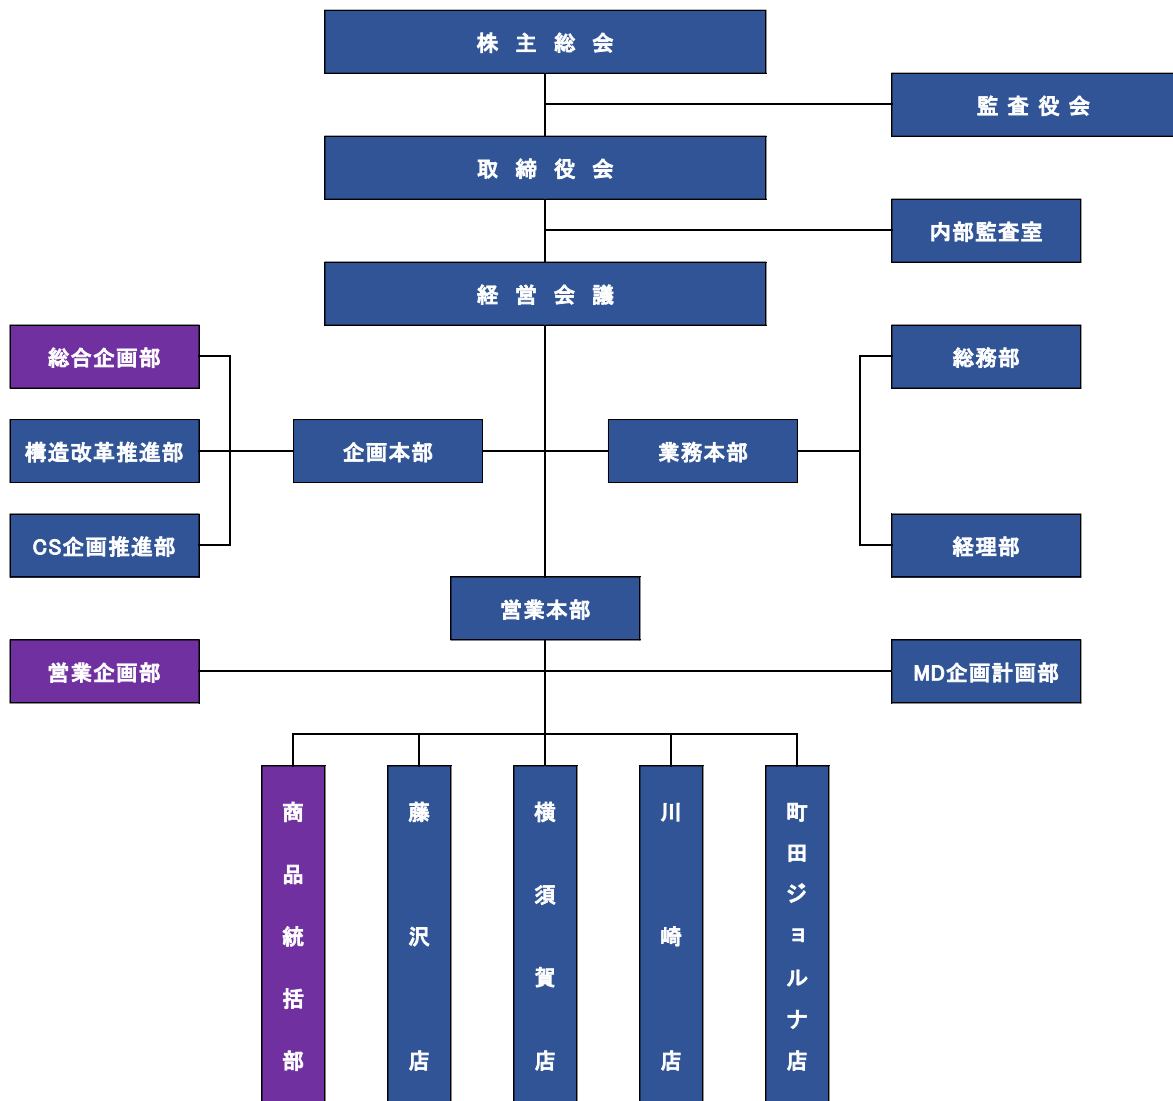 株主総会
監査役会
取締役会
内部監査室
経営会議
総合企画部
総務部
構造改革推進部
企画本部
業務本部
CS企画推進部
経理部
営業本部
営業企画部
MD企画計画部
商品統括部
藤沢店
横須賀店
川崎店
町田ジョルナ店